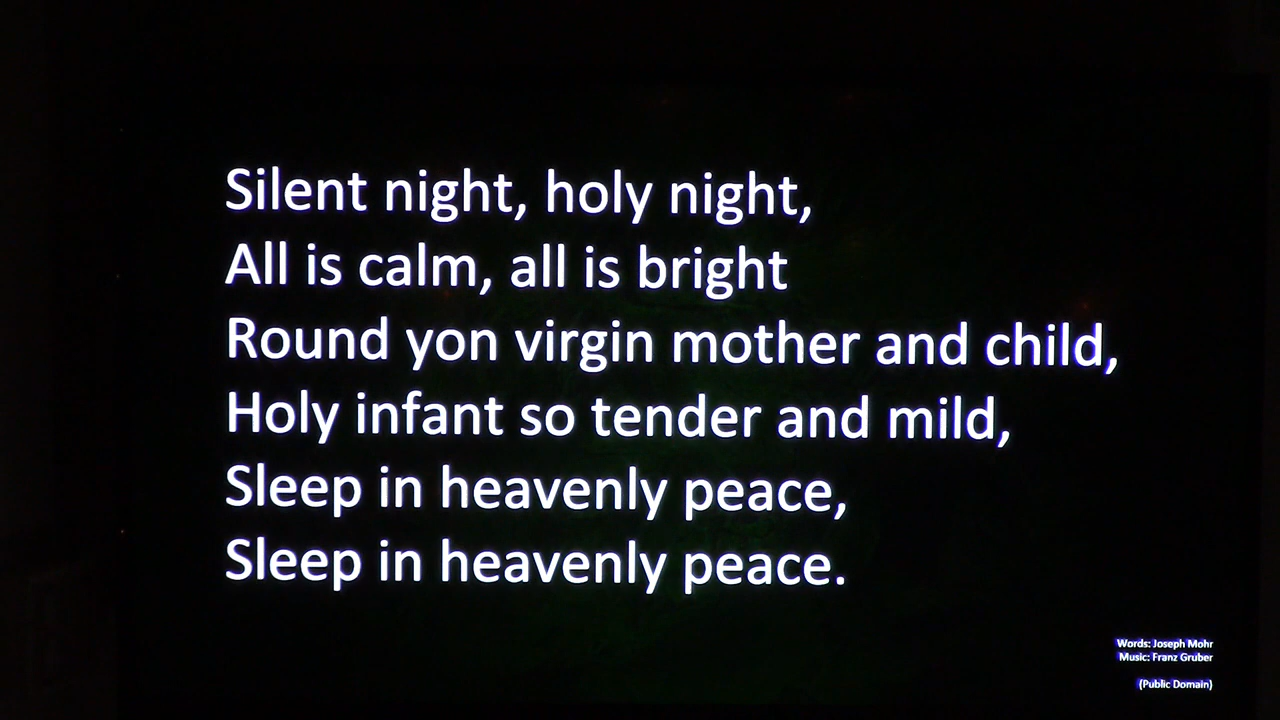 Silent night, holy night,
All is calm, all is bright
Round yon virgin mother and child,
Holy infant so tender and mild,
Sleep in heavenly peace,
Sleep in heavenly peace.
Words: Joseph Mohr
Music: Franz Gruber
(Public Domain)